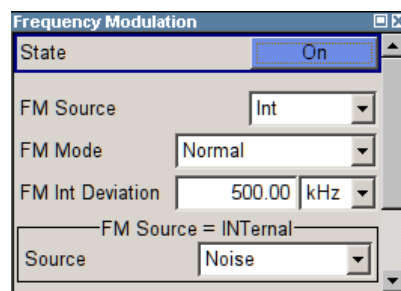 Frequency Modulation
State On
FM Source Int
FM Mode Normal
FM Int Deviation 500.00 kHz
FM Source = INTernal
Source Noise